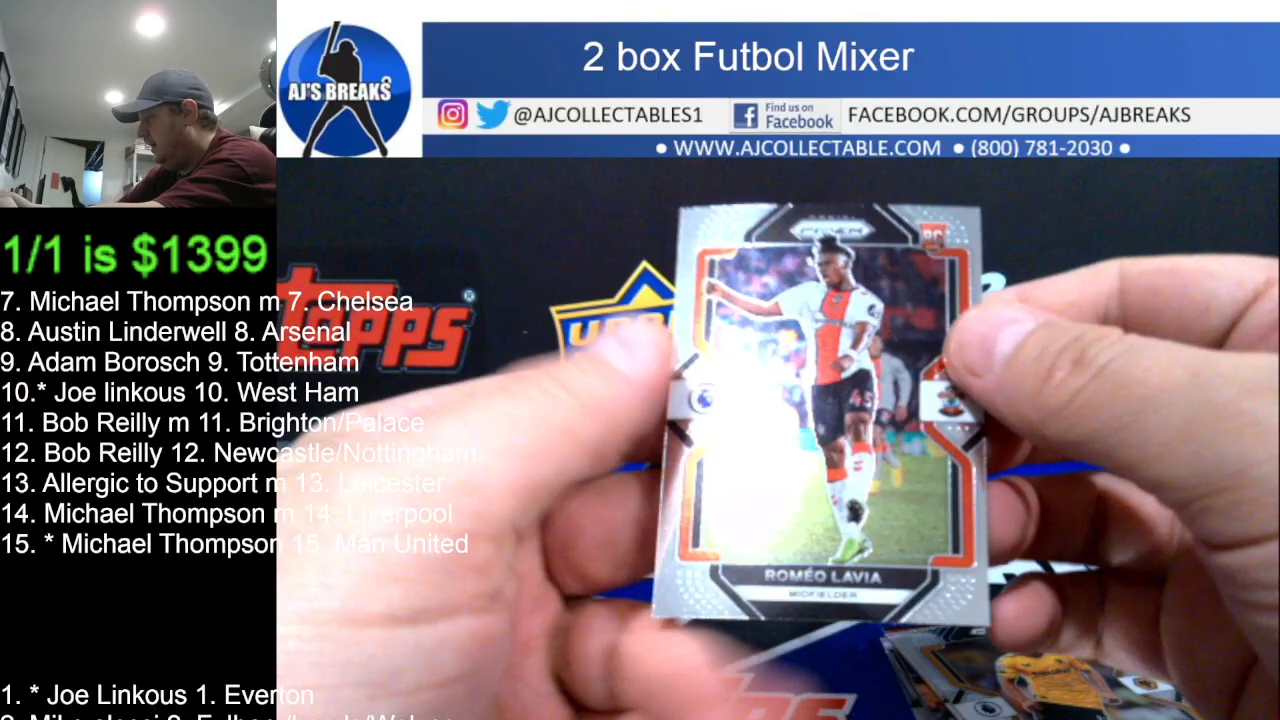 2 box Futbol Mixer
AJ'S BREAKS
@AJCOLLECTABLES1
Find us on
Facebook
FACEBOOK.COM/GROUPS/AJBREAKS
• WWW.AJCOLLECTABLE.COM • (800) 781-2030 •
1/1 is $1399
7. Michael Thompson m 7. Chelsea
8. Austin Linderwell 8. Arsenal
9. Adam Borosch 9. Tottenham
10.* Joe linkous 10. West Ham
11. Bob Reilly m 11. Brighton/Palace
12. Bob Reilly 12. Newcastle/Nottingham
13. Allergic to Support m 13. Leicester
14. Michael Thompson m 14. Liverpool
15. * Michael Thompson 15. Man United
1. * Joe Linkous 1. Everton
TOPPS
PRIZM
RC
45
ROMÉO LAVIA
MIDFIELDER